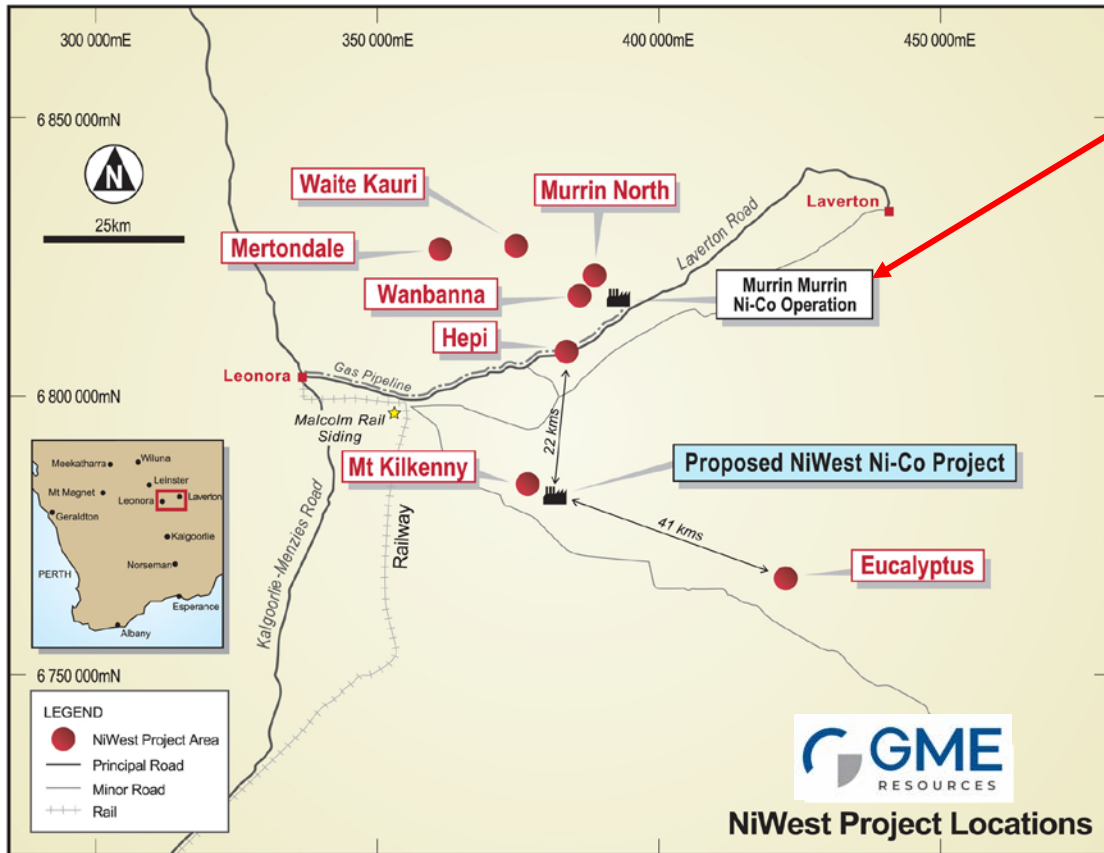 300 000mE
350 000mE
400 000mE
450 000mE
6 850 000mN
N
25km
Waite Kauri
Murrin North
Laverton
Mertondale
Laverton Road
Wanbanna
Murrin Murrin
Ni-Co Operation
Hepi
Leonora
Gas Pipeline
6 800 000mN
Malcolm Rail
Siding
22 kms
Mt Kilkenny
Proposed NiWest Ni-Co Project
Kalgoorlie-Menzies Road
Railway
41 kms
Eucalyptus
Wiluna
Meekatharra
Leinster
Mt Magnet
Leonora
Laverton
Geraldton
Kalgoorlie
PERTH
Norseman
Esperance
Albany
6 750 000mN
LEGEND
NiWest Project Area
Principal Road
Minor Road
Rail
GME
RESOURCES
NiWest Project Locations